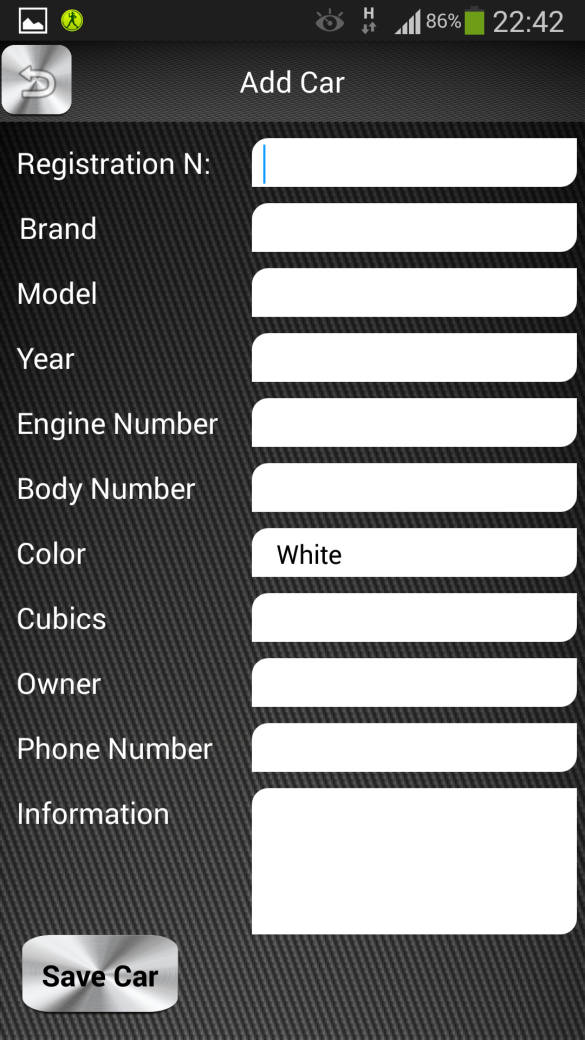 H 86% 22:42
Add Car
Registration N:
Brand
Model
Year
Engine Number
Body Number
Color White
Cubics
Owner
Phone Number
Information
Save Car